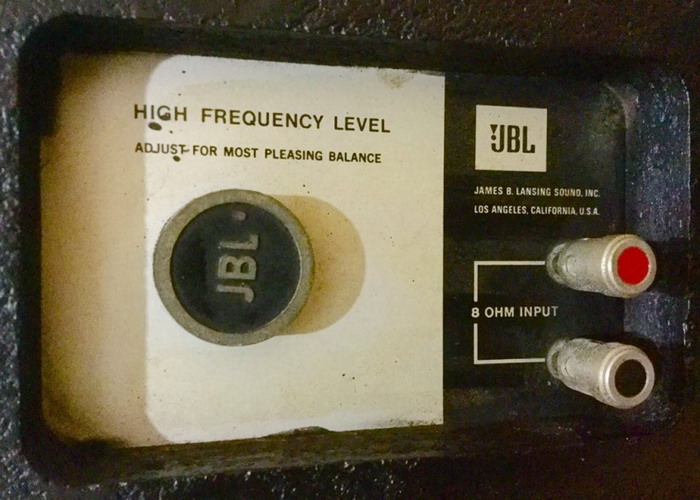 HIGH FREQUENCY LEVEL
ADJUST FOR MOST PLEASING BALANCE
JBL
JBL
JAMES B. LANSING SOUND, INC.
LOS ANGELES, CALIFORNIA, U.S.A.
8 OHM INPUT